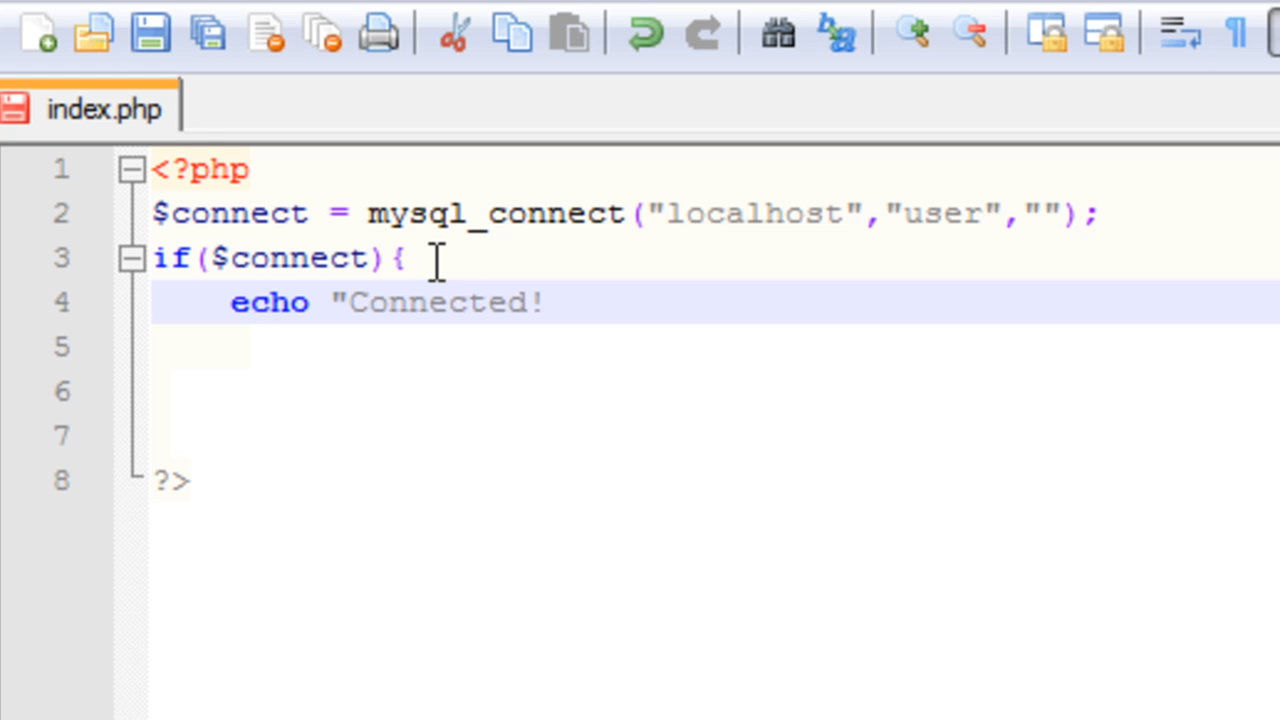 index.php
1 <?php
2 $connect = mysql_connect("localhost","user","");
3 if($connect){
4     echo "Connected!
5
6
7
8 ?>